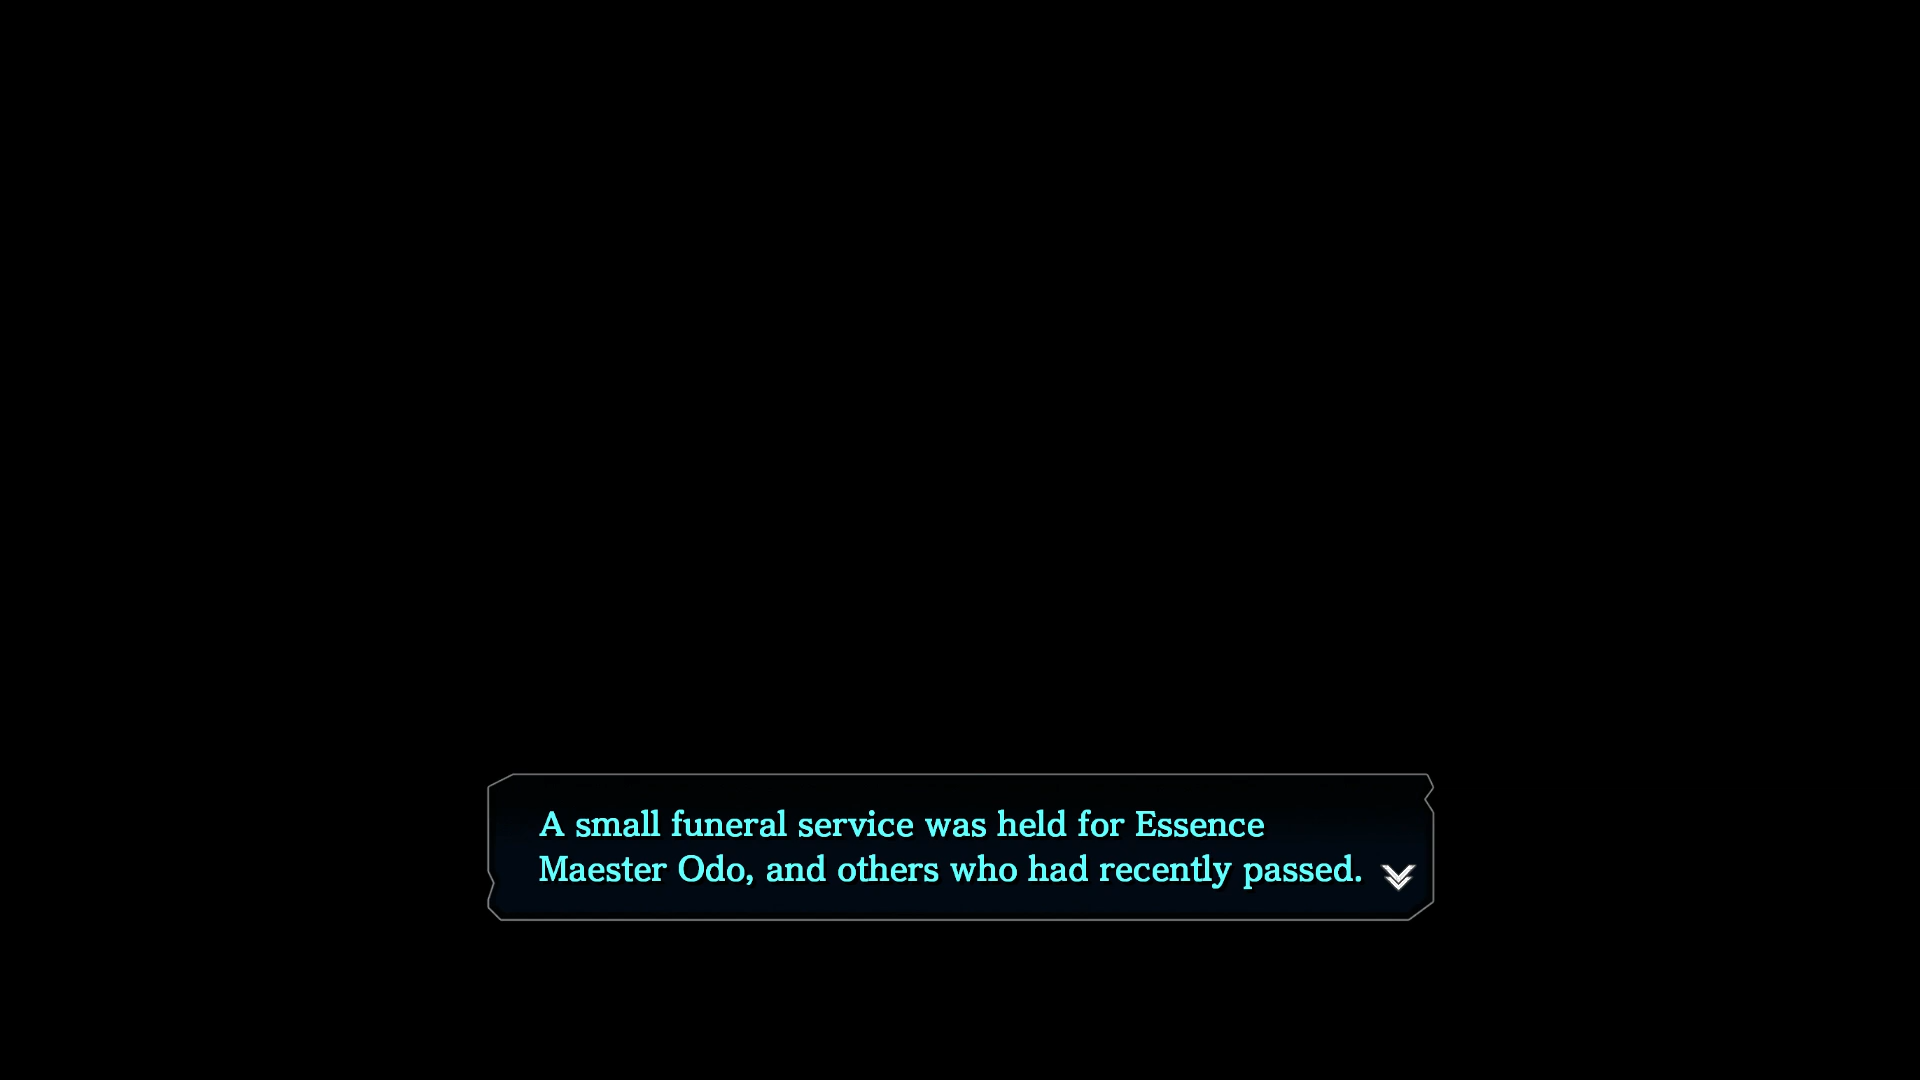 A small funeral service was held for Essence
Maester Odo, and others who had recently passed.